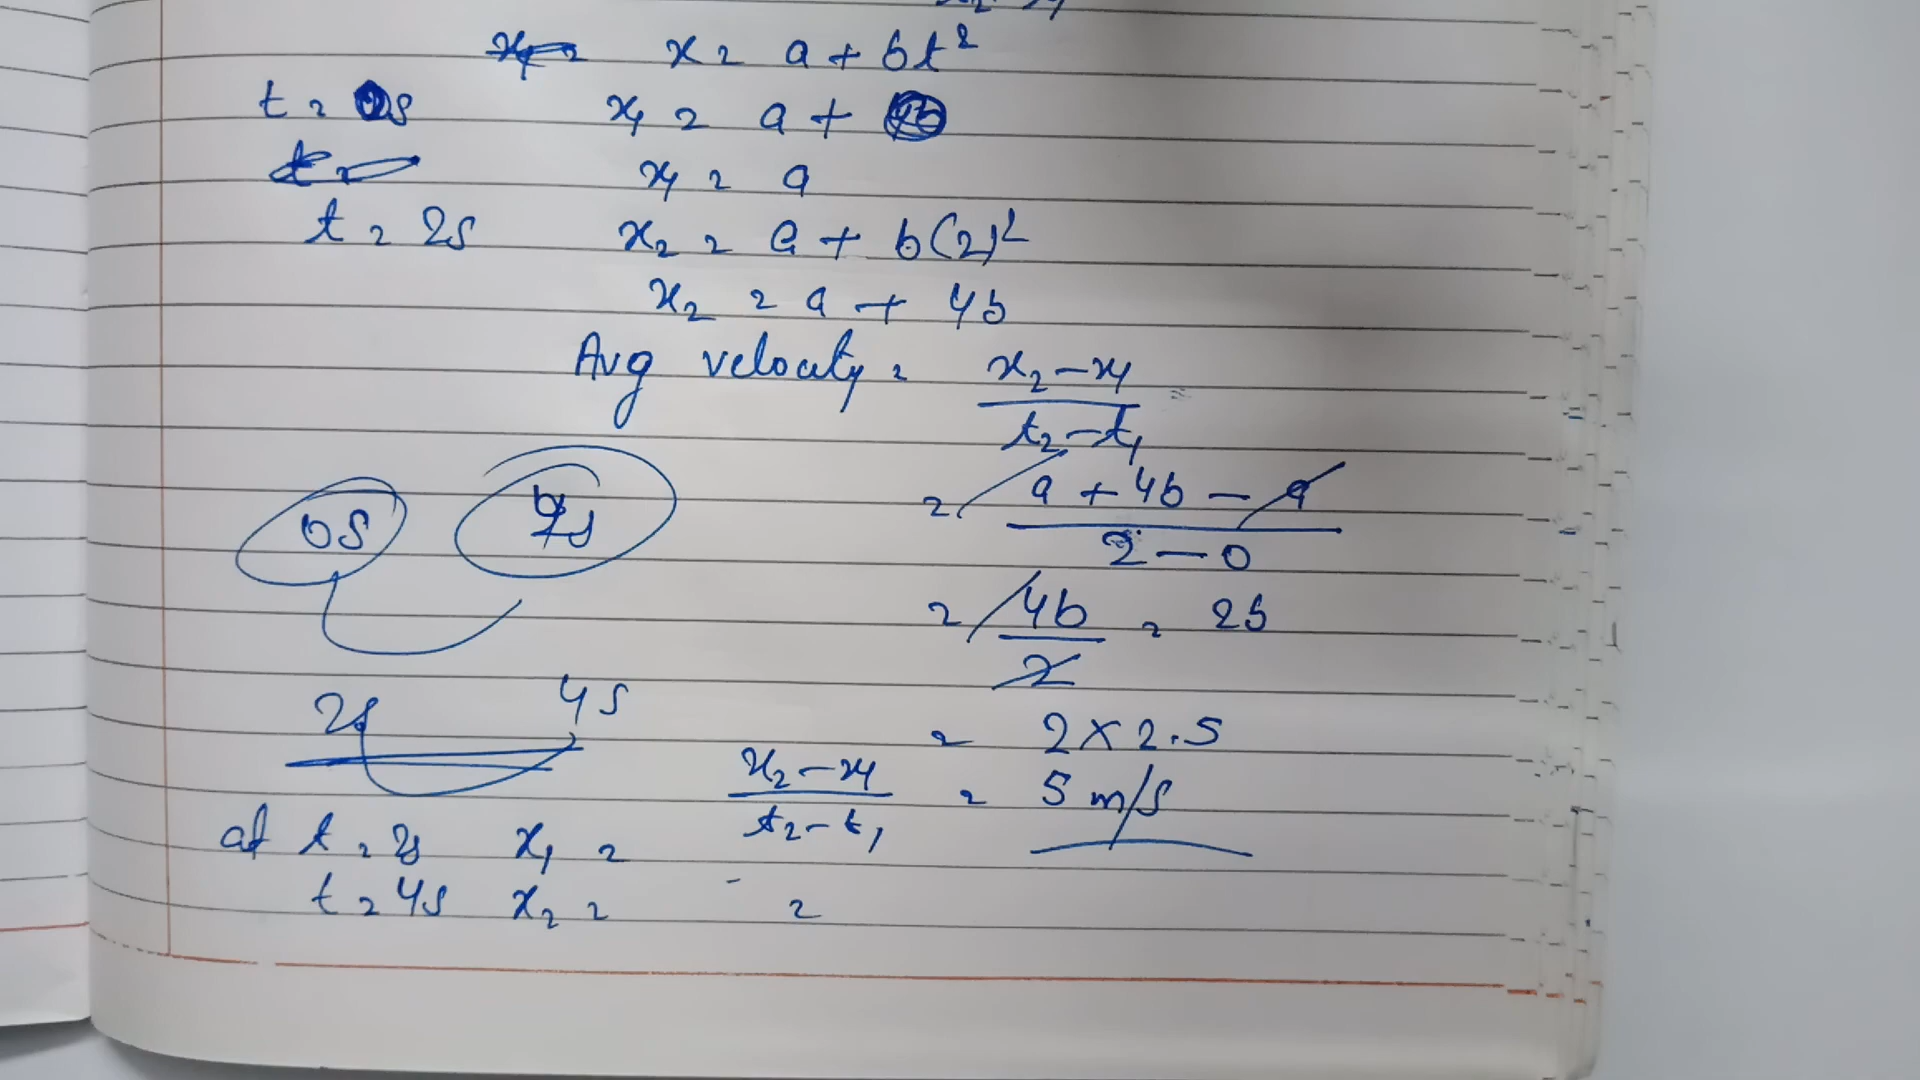 x = a + bt²
t = 0s x₁ = a +
x₁ = a
t = 2s x₂ = a + b(2)²
x₂ = a + 4b
Avg velocity = x₂ – x₁
t₂ – t₁
= a + 4b – a
0s
2 – 0
= 4b = 2b
2
2s 4s
= 2 × 2.5
x₂ – x₁ = 5 m/s
t₂ – t₁
at t = 2s x₁ =
t = 4s x₂ = =